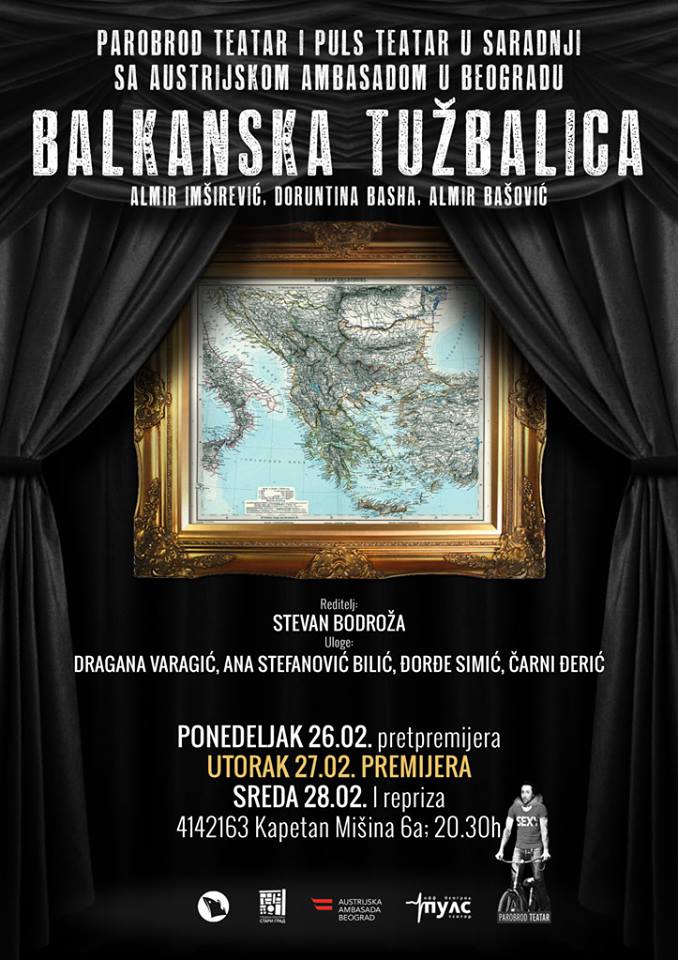 PAROBROD TEATAR I PULS TEATAR U SARADNJI
SA AUSTRIJSKOM AMBASADOM U BEOGRADU
BALKANSKA TUŽBALICA
ALMIR IMŠIREVIĆ, DORUNTINA BASHA, ALMIR BAŠOVIĆ
Reditelj:
STEVAN BODROŽA
Uloge:
DRAGANA VARAGIĆ, ANA STEFANOVIĆ BILIĆ, ĐORĐE SIMIĆ, ČARNI ĐERIĆ
PONEDELJAK 26.02. pretpremijera
UTORAK 27.02. PREMIJERA
SREDA 28.02. I repriza
4142163 Kapetan Mišina 6a; 20.30h
SEX
PAROBROD TEATAR
СТАРИ ГРАД
AUSTRIJSKA
AMBASADA
BEOGRAD
београд
ПУЛС
театар